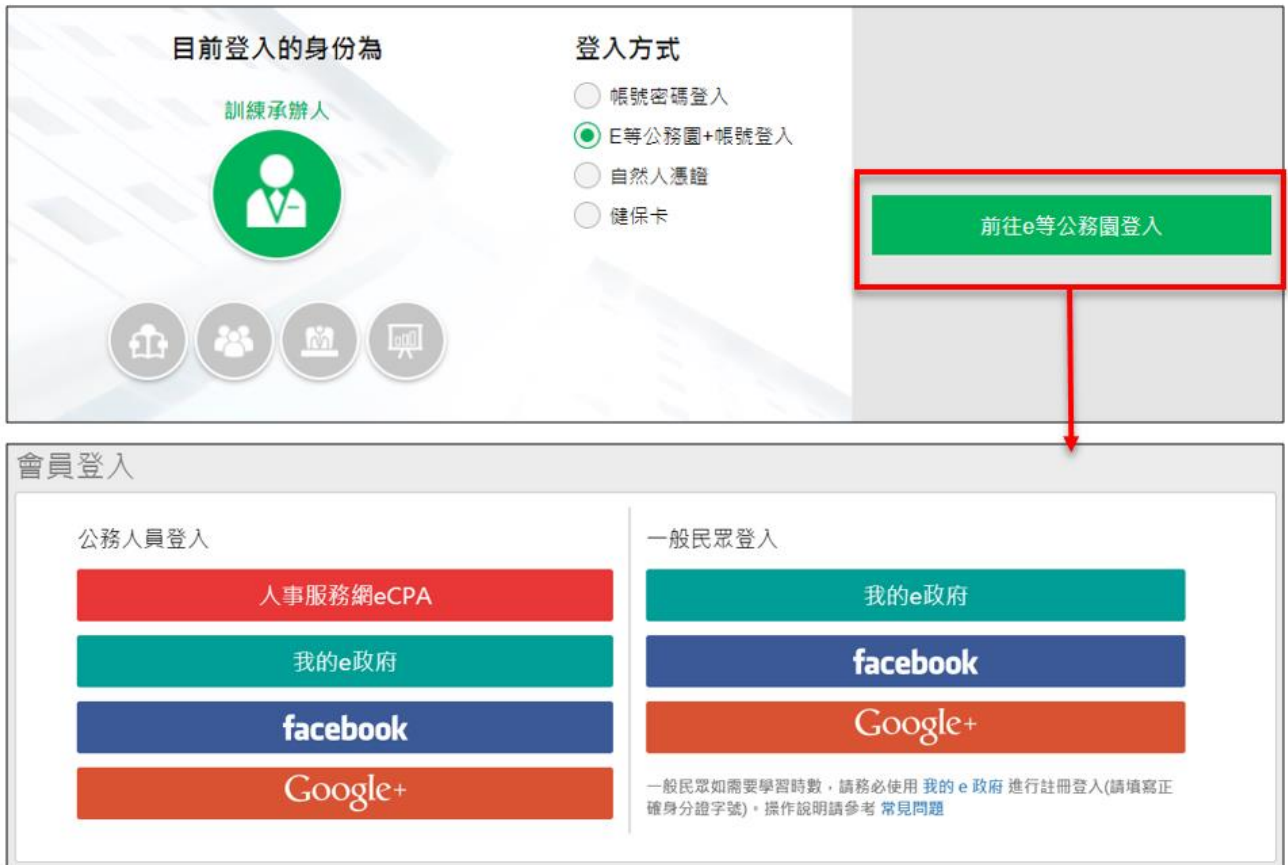 目前登入的身份為
訓練承辦人
登入方式
帳號密碼登入
E等公務園+帳號登入
自然人憑證
健保卡
前往e等公務園登入
會員登入
公務人員登入
人事服務網eCPA
我的e政府
facebook
Google+
一般民眾登入
我的e政府
facebook
Google+
一般民眾如需要學習時數,請務必使用 我的 e 政府 進行註冊登入(請填寫正
確身分證字號)。操作說明請參考 常見問題